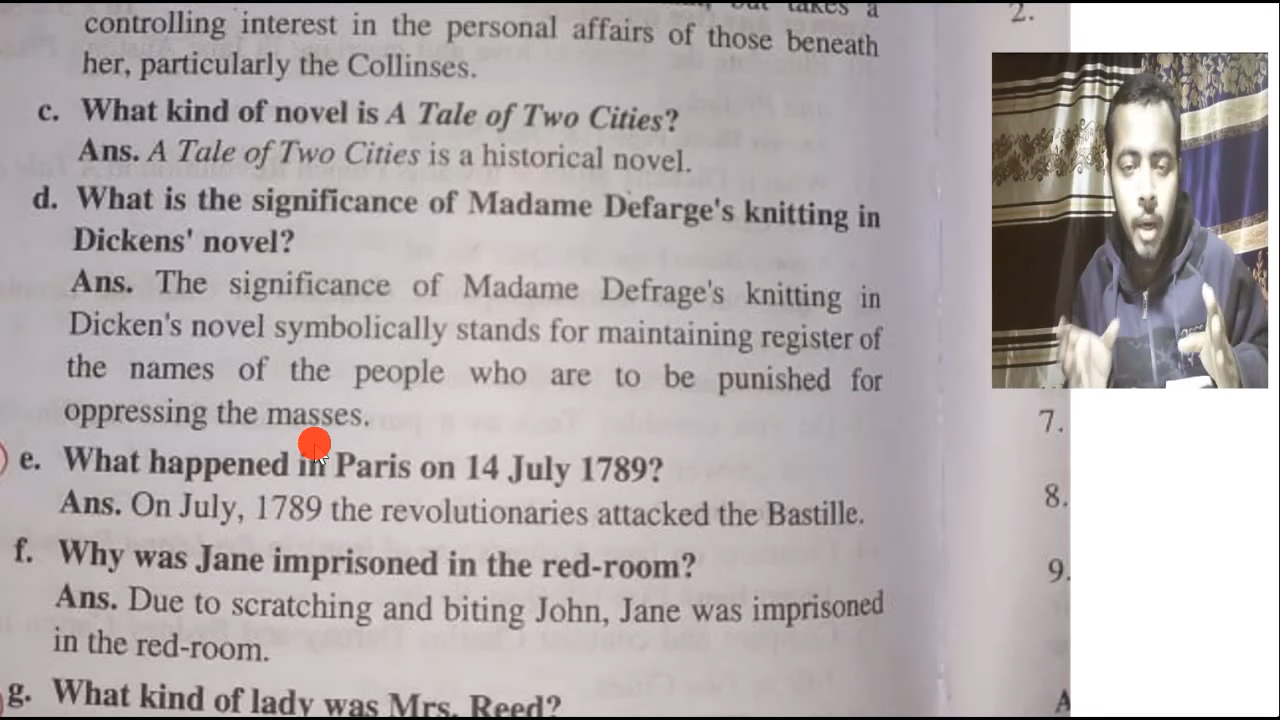 but takes a
controlling interest in the personal affairs of those beneath
her, particularly the Collinses.
c. What kind of novel is A Tale of Two Cities?
Ans. A Tale of Two Cities is a historical novel.
d. What is the significance of Madame Defarge's knitting in
Dickens' novel?
Ans. The significance of Madame Defrage's knitting in
Dicken's novel symbolically stands for maintaining register of
the names of the people who are to be punished for
oppressing the masses.
e. What happened in Paris on 14 July 1789?
Ans. On July, 1789 the revolutionaries attacked the Bastille.
f. Why was Jane imprisoned in the red-room?
Ans. Due to scratching and biting John, Jane was imprisoned
in the red-room.
g. What kind of lady was Mrs. Reed?
2.
7.
8.
9.
A